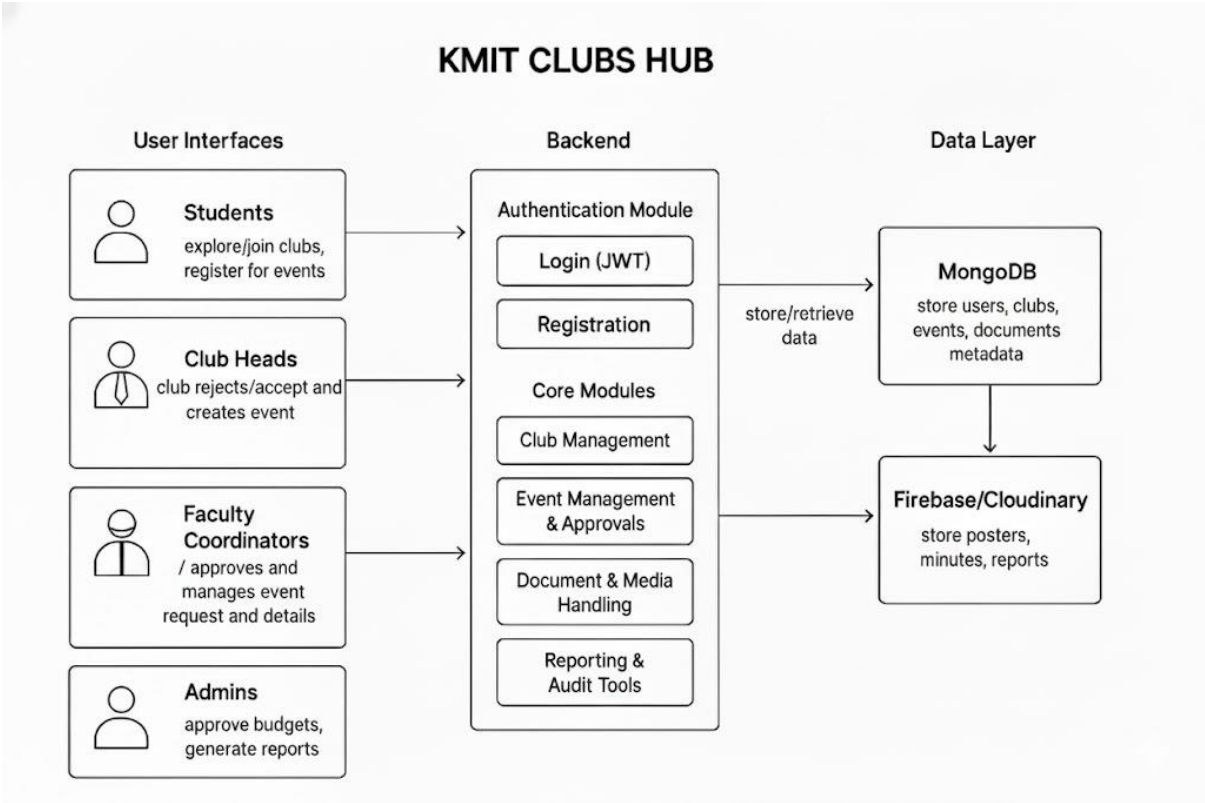 KMIT CLUBS HUB
User Interfaces
Students
explore/join clubs,
register for events
Club Heads
club rejects/accept and
creates event
Faculty
Coordinators
/ approves and
manages event
request and details
Admins
approve budgets,
generate reports
Backend
Authentication Module
Login (JWT)
Registration
Core Modules
Club Management
Event Management
& Approvals
Document & Media
Handling
Reporting &
Audit Tools
store/retrieve
data
Data Layer
MongoDB
store users, clubs,
events, documents
metadata
Firebase/Cloudinary
store posters,
minutes, reports